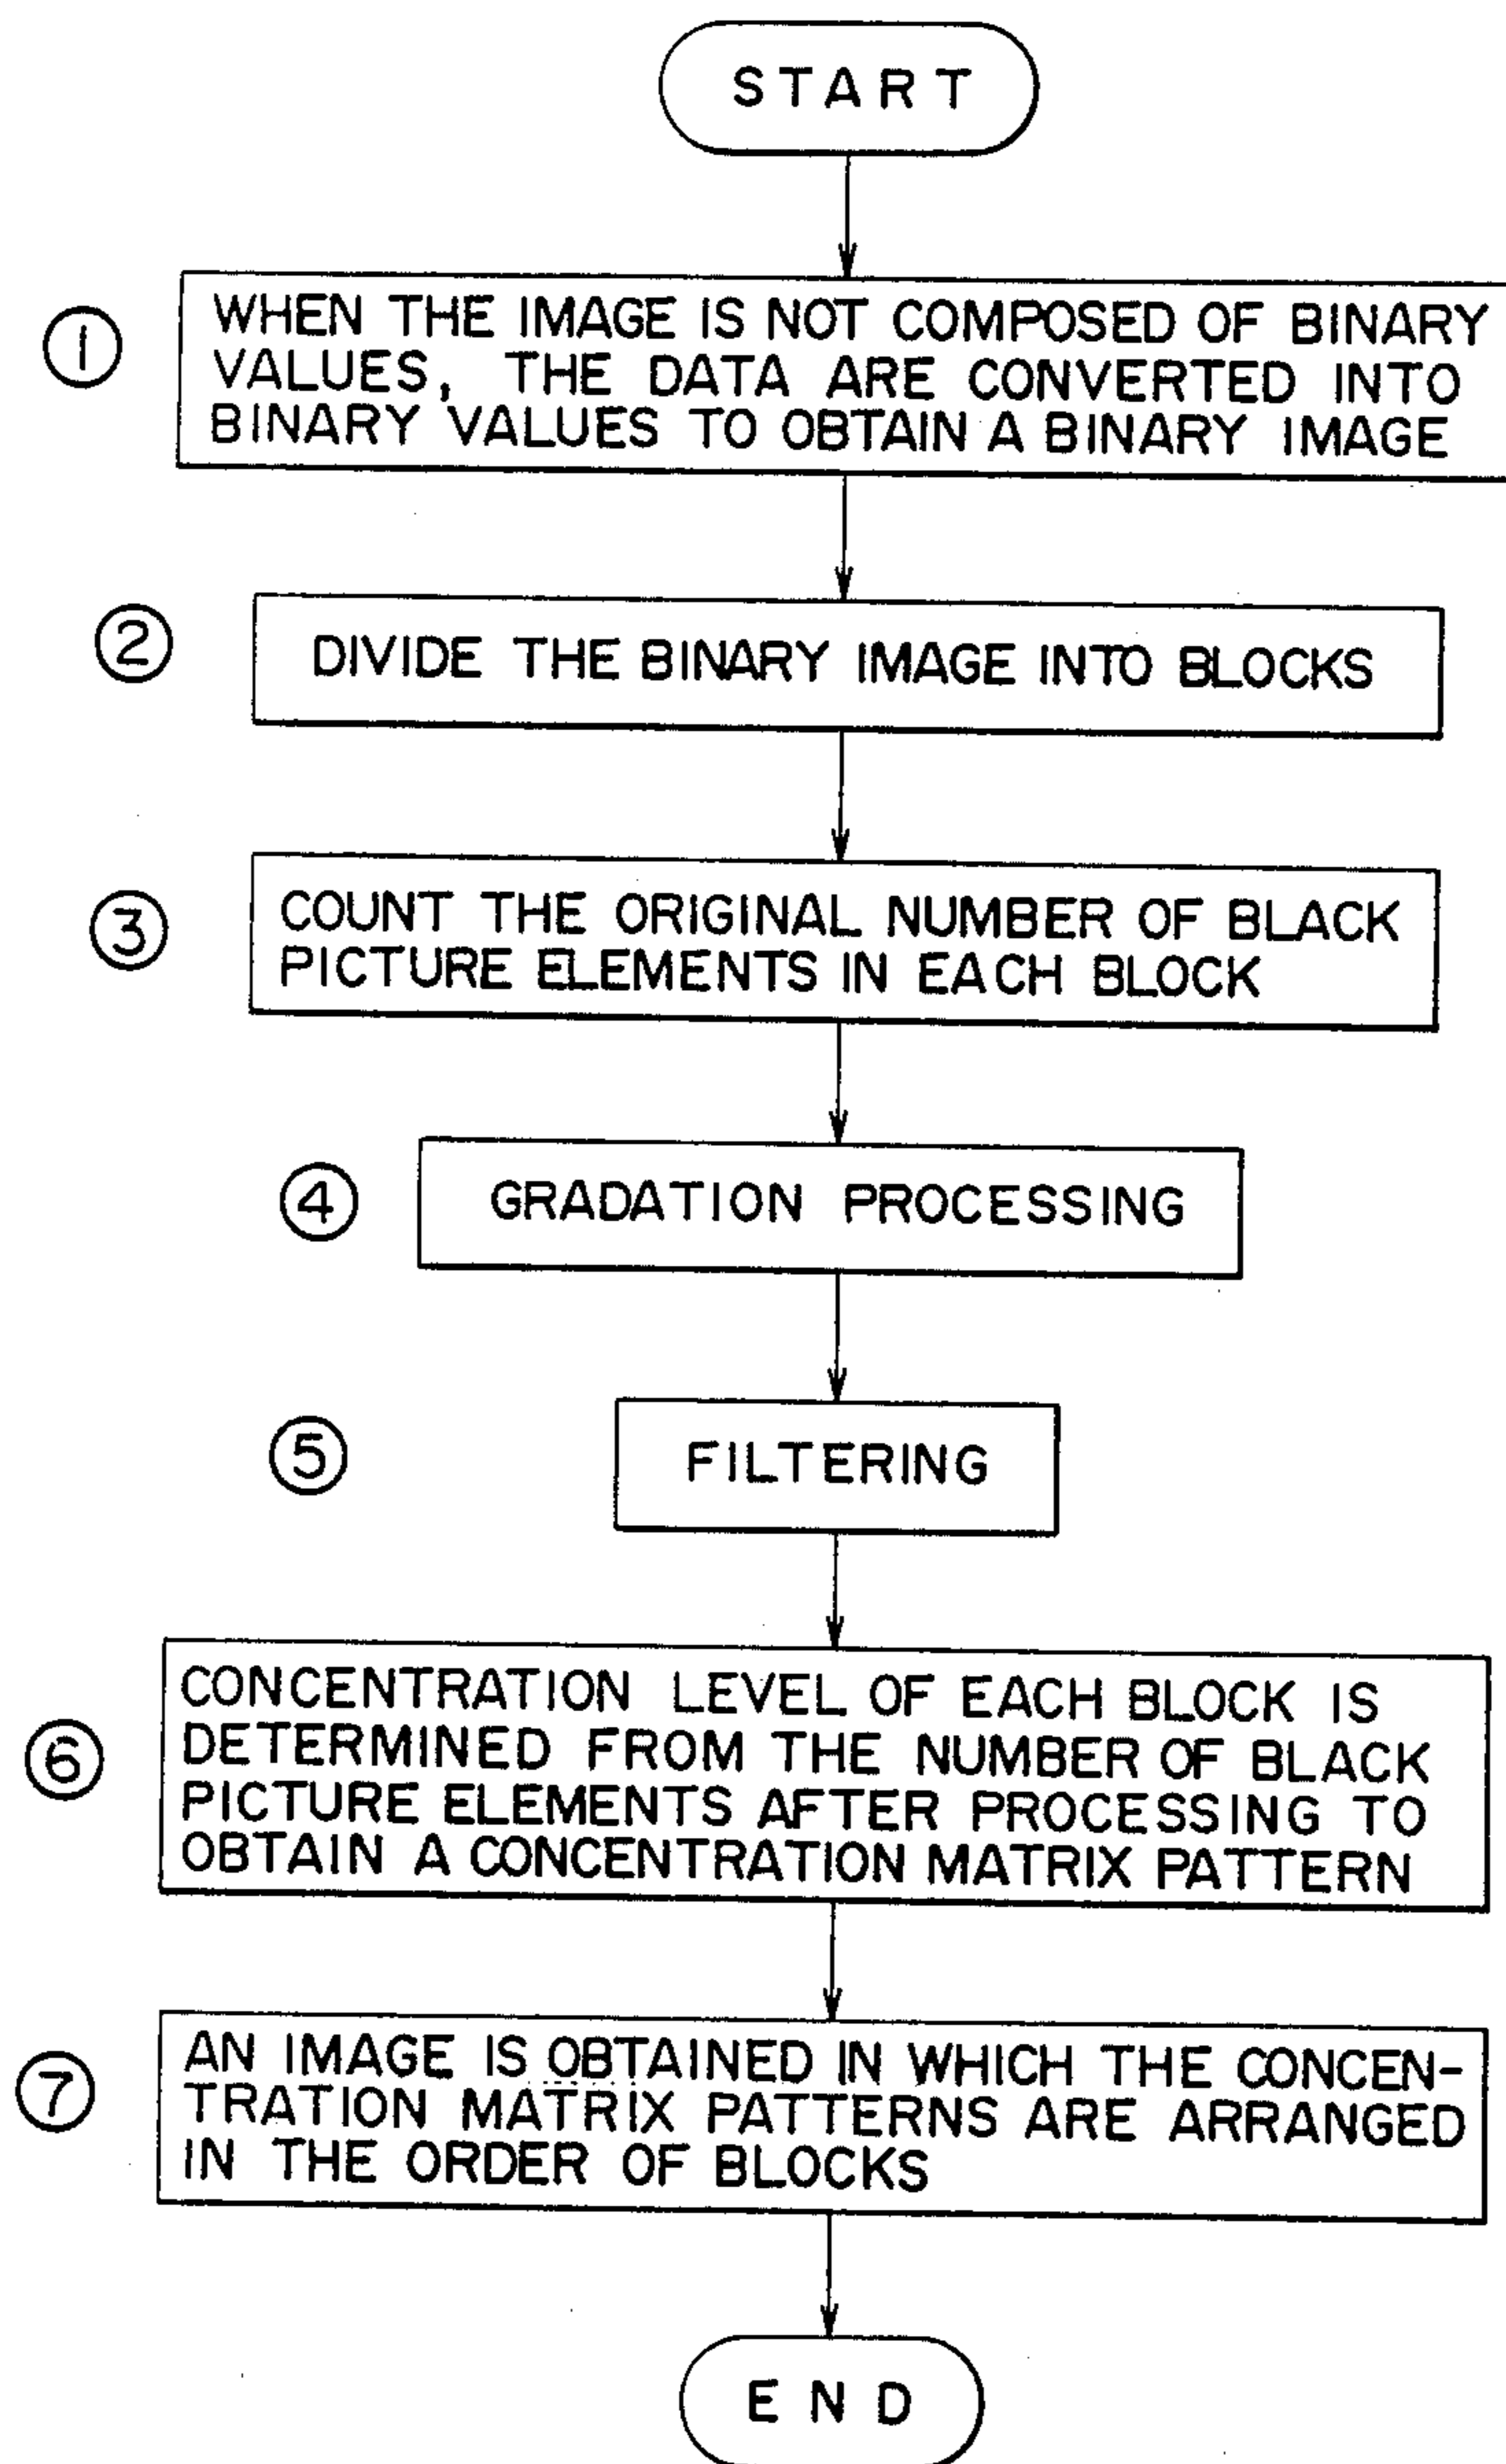 START
① WHEN THE IMAGE IS NOT COMPOSED OF BINARY
VALUES, THE DATA ARE CONVERTED INTO
BINARY VALUES TO OBTAIN A BINARY IMAGE
② DIVIDE THE BINARY IMAGE INTO BLOCKS
③ COUNT THE ORIGINAL NUMBER OF BLACK
PICTURE ELEMENTS IN EACH BLOCK
④ GRADATION PROCESSING
⑤ FILTERING
⑥ CONCENTRATION LEVEL OF EACH BLOCK IS
DETERMINED FROM THE NUMBER OF BLACK
PICTURE ELEMENTS AFTER PROCESSING TO
OBTAIN A CONCENTRATION MATRIX PATTERN
⑦ AN IMAGE IS OBTAINED IN WHICH THE CONCEN-
TRATION MATRIX PATTERNS ARE ARRANGED
IN THE ORDER OF BLOCKS
END